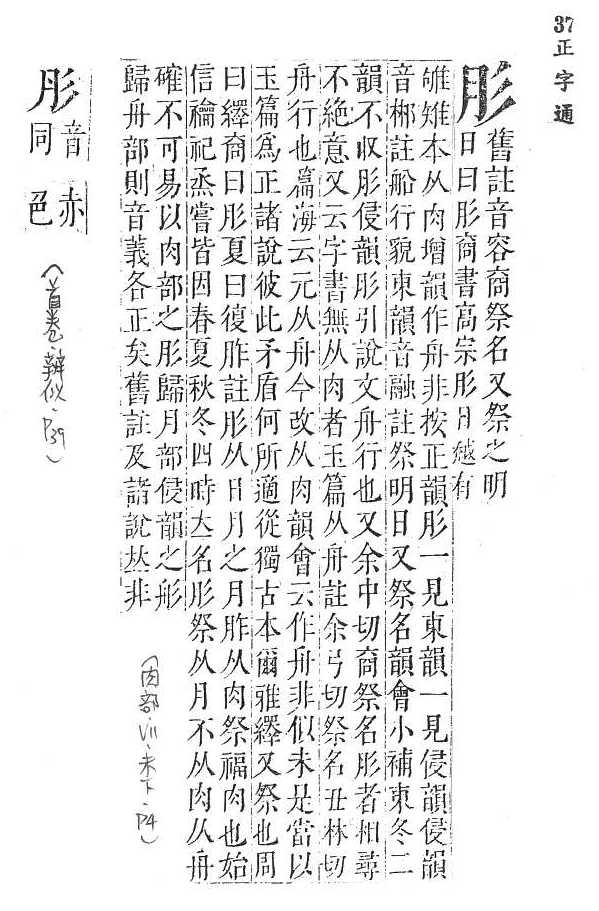 37正字通
肜舊註音容商祭名又祭之明
日曰肜商書高宗肜日越有
雊雉本从肉增韻作舟非按正韻肜一見東韻一見侵韻侵韻
音郴註船行貌東韻音融註祭明日又祭名韻會小補東冬二
韻不收肜侵韻肜引說文舟行也又余中切商祭名肜者相尋
不絶意又云字書無从肉者玉篇从舟註余弓切祭名丑林切
舟行也篇海云元从舟今改从肉韻會云作舟非似未是當以
玉篇爲正諸說彼此矛盾何所適從獨古本爾雅繹又祭也周
曰繹商曰肜夏曰復胙註肜从日月之月胙从肉祭福肉也始
信禴祀烝嘗皆因春夏秋冬四時立名肜祭从月不从肉从舟
確不可易以肉部之肜歸月部侵韻之彤
歸舟部則音義各正矣舊註及諸說𠀤非
(肉部.VII.未下.P4)
彤音赤
同色
(首卷.辨似.P39)